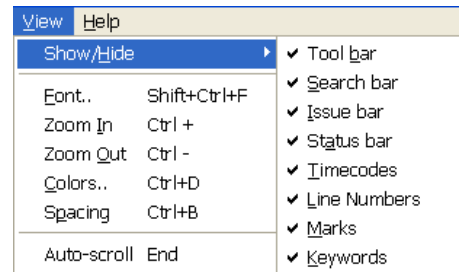 View Help
Show/Hide
Font.. Shift+Ctrl+F
Zoom In Ctrl +
Zoom Out Ctrl -
Colors.. Ctrl+D
Spacing Ctrl+B
Auto-scroll End
Tool bar
Search bar
Issue bar
Status bar
Timecodes
Line Numbers
Marks
Keywords